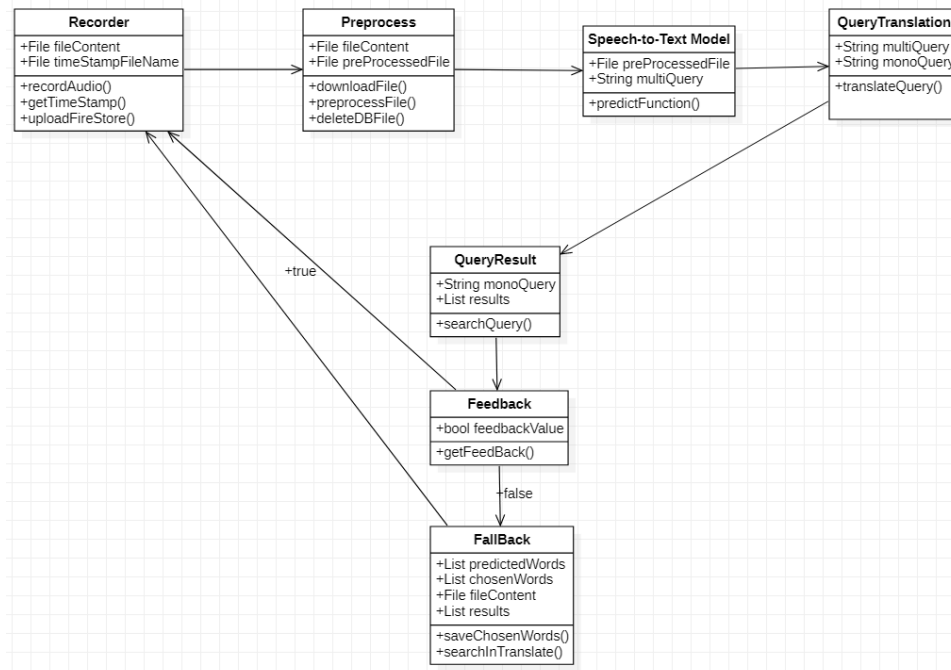 Recorder
+File fileContent
+File timeStampFileName
+recordAudio()
+getTimeStamp()
+uploadFireStore()
Preprocess
+File fileContent
+File preProcessedFile
+downloadFile()
+preprocessFile()
+deleteDBFile()
Speech-to-Text Model
+File preProcessedFile
+String multiQuery
+predictFunction()
QueryTranslation
+String multiQuery
+String monoQuery
+translateQuery()
+true
QueryResult
+String monoQuery
+List results
+searchQuery()
Feedback
+bool feedbackValue
+getFeedBack()
+false
FallBack
+List predictedWords
+List chosenWords
+File fileContent
+List results
+saveChosenWords()
+searchInTranslate()